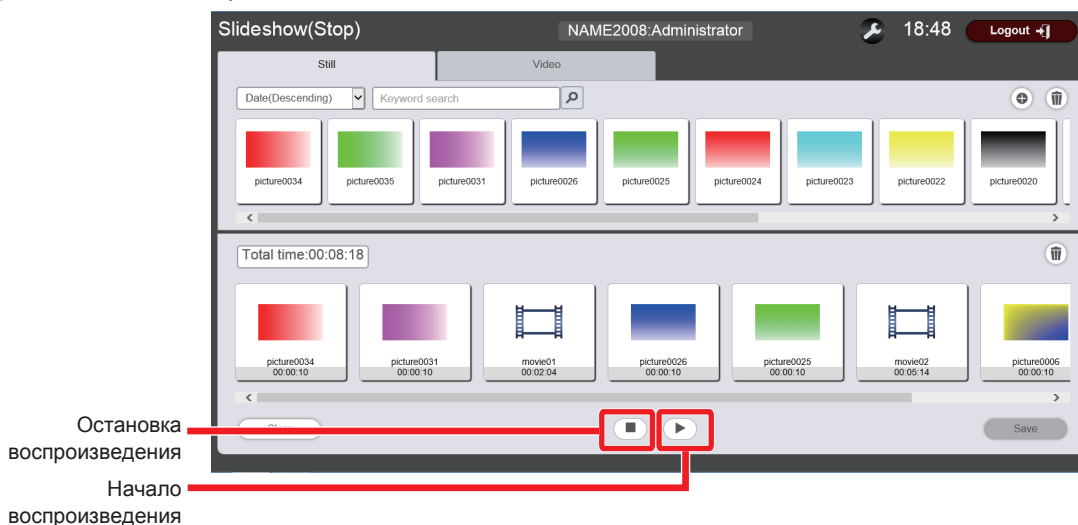 Slideshow(Stop) NAME2008:Administrator 18:48 Logout
Still Video
Date(Descending) Keyword search
picture0034 picture0035 picture0031 picture0026 picture0025 picture0024 picture0023 picture0022 picture0020
Total time:00:08:18
picture0034 picture0031 movie01 picture0026 picture0025 movie02 picture0006
00:00:10 00:00:10 00:02:04 00:00:10 00:00:10 00:05:14 00:00:10
Save
Остановка
воспроизведения
Начало
воспроизведения